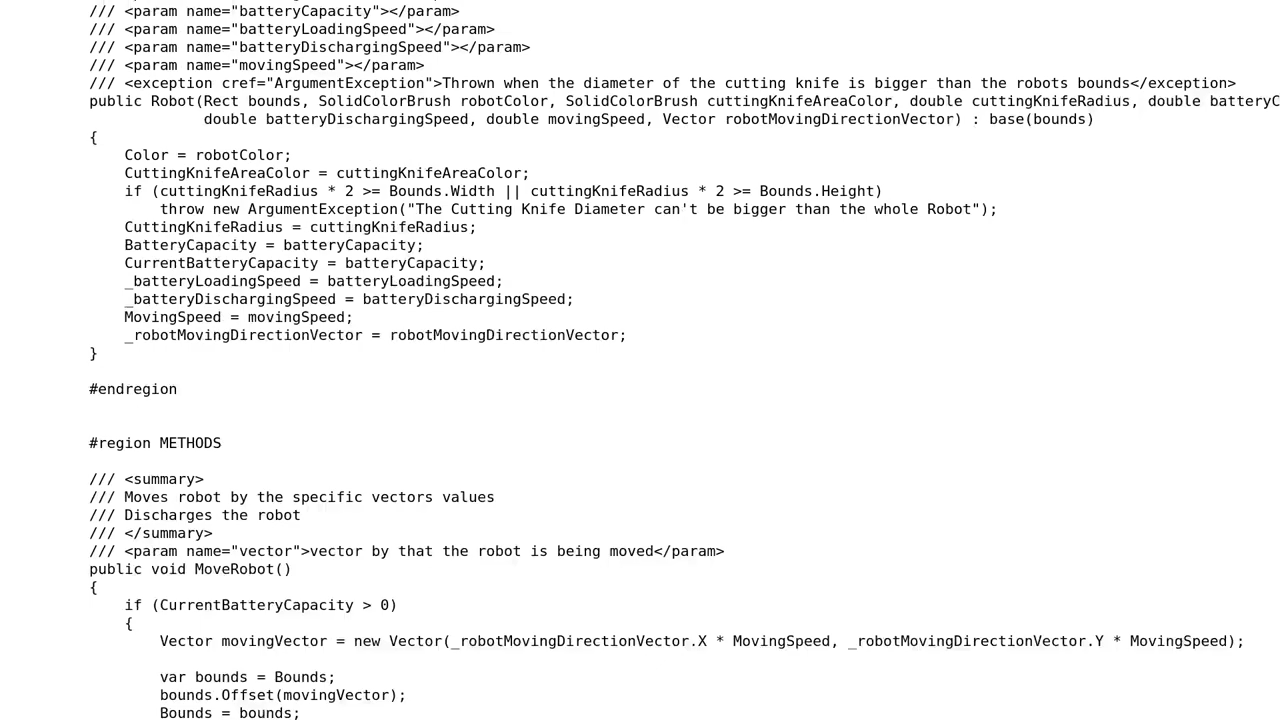 /// <param name="batteryCapacity"></param>
/// <param name="batteryLoadingSpeed"></param>
/// <param name="batteryDischargingSpeed"></param>
/// <param name="movingSpeed"></param>
/// <exception cref="ArgumentException">Thrown when the diameter of the cutting knife is bigger than the robots bounds</exception>
public Robot(Rect bounds, SolidColorBrush robotColor, SolidColorBrush cuttingKnifeAreaColor, double cuttingKnifeRadius, double batteryC
double batteryDischargingSpeed, double movingSpeed, Vector robotMovingDirectionVector) : base(bounds)
{
Color = robotColor;
CuttingKnifeAreaColor = cuttingKnifeAreaColor;
if (cuttingKnifeRadius * 2 >= Bounds.Width || cuttingKnifeRadius * 2 >= Bounds.Height)
throw new ArgumentException("The Cutting Knife Diameter can't be bigger than the whole Robot");
CuttingKnifeRadius = cuttingKnifeRadius;
BatteryCapacity = batteryCapacity;
CurrentBatteryCapacity = batteryCapacity;
_batteryLoadingSpeed = batteryLoadingSpeed;
_batteryDischargingSpeed = batteryDischargingSpeed;
MovingSpeed = movingSpeed;
_robotMovingDirectionVector = robotMovingDirectionVector;
}
#endregion
#region METHODS
/// <summary>
/// Moves robot by the specific vectors values
/// Discharges the robot
/// </summary>
/// <param name="vector">vector by that the robot is being moved</param>
public void MoveRobot()
{
if (CurrentBatteryCapacity > 0)
{
Vector movingVector = new Vector(_robotMovingDirectionVector.X * MovingSpeed, _robotMovingDirectionVector.Y * MovingSpeed);
var bounds = Bounds;
bounds.Offset(movingVector);
Bounds = bounds;